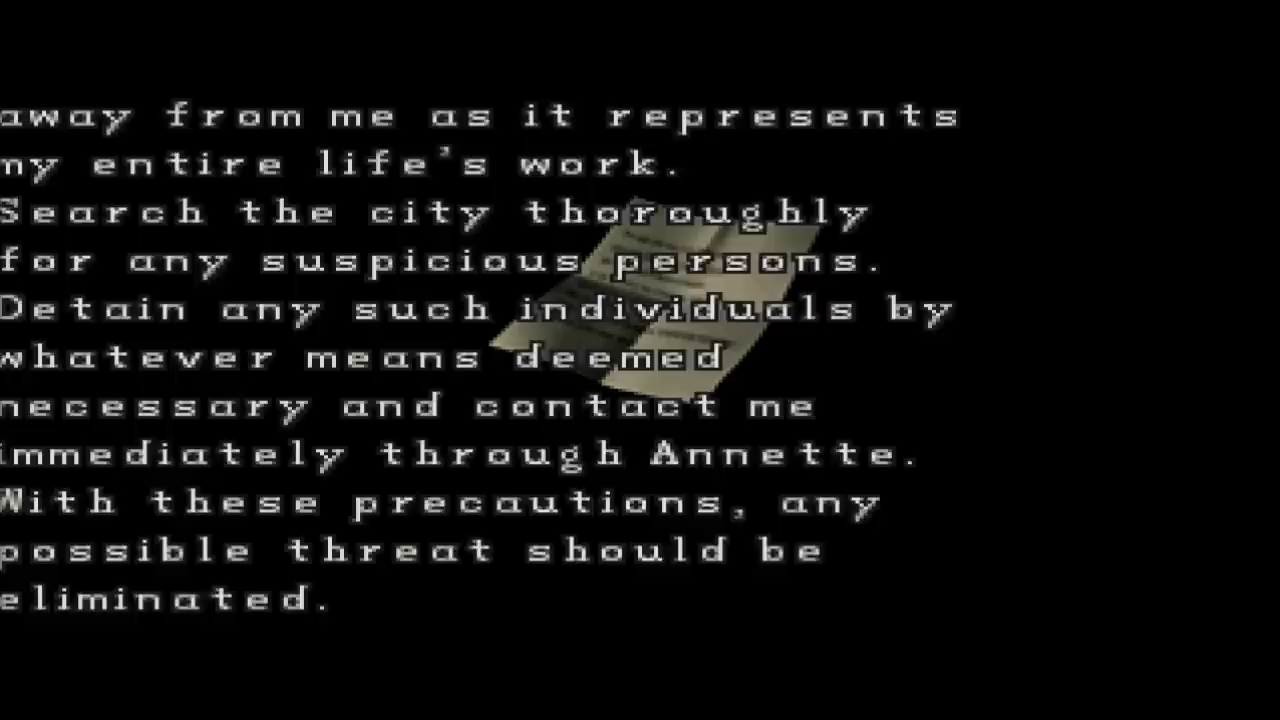 away from me as it represents
my entire life's work.
Search the city thoroughly
for any suspicious persons.
Detain any such individuals by
whatever means deemed
necessary and contact me
immediately through Annette.
With these precautions, any
possible threat should be
eliminated.